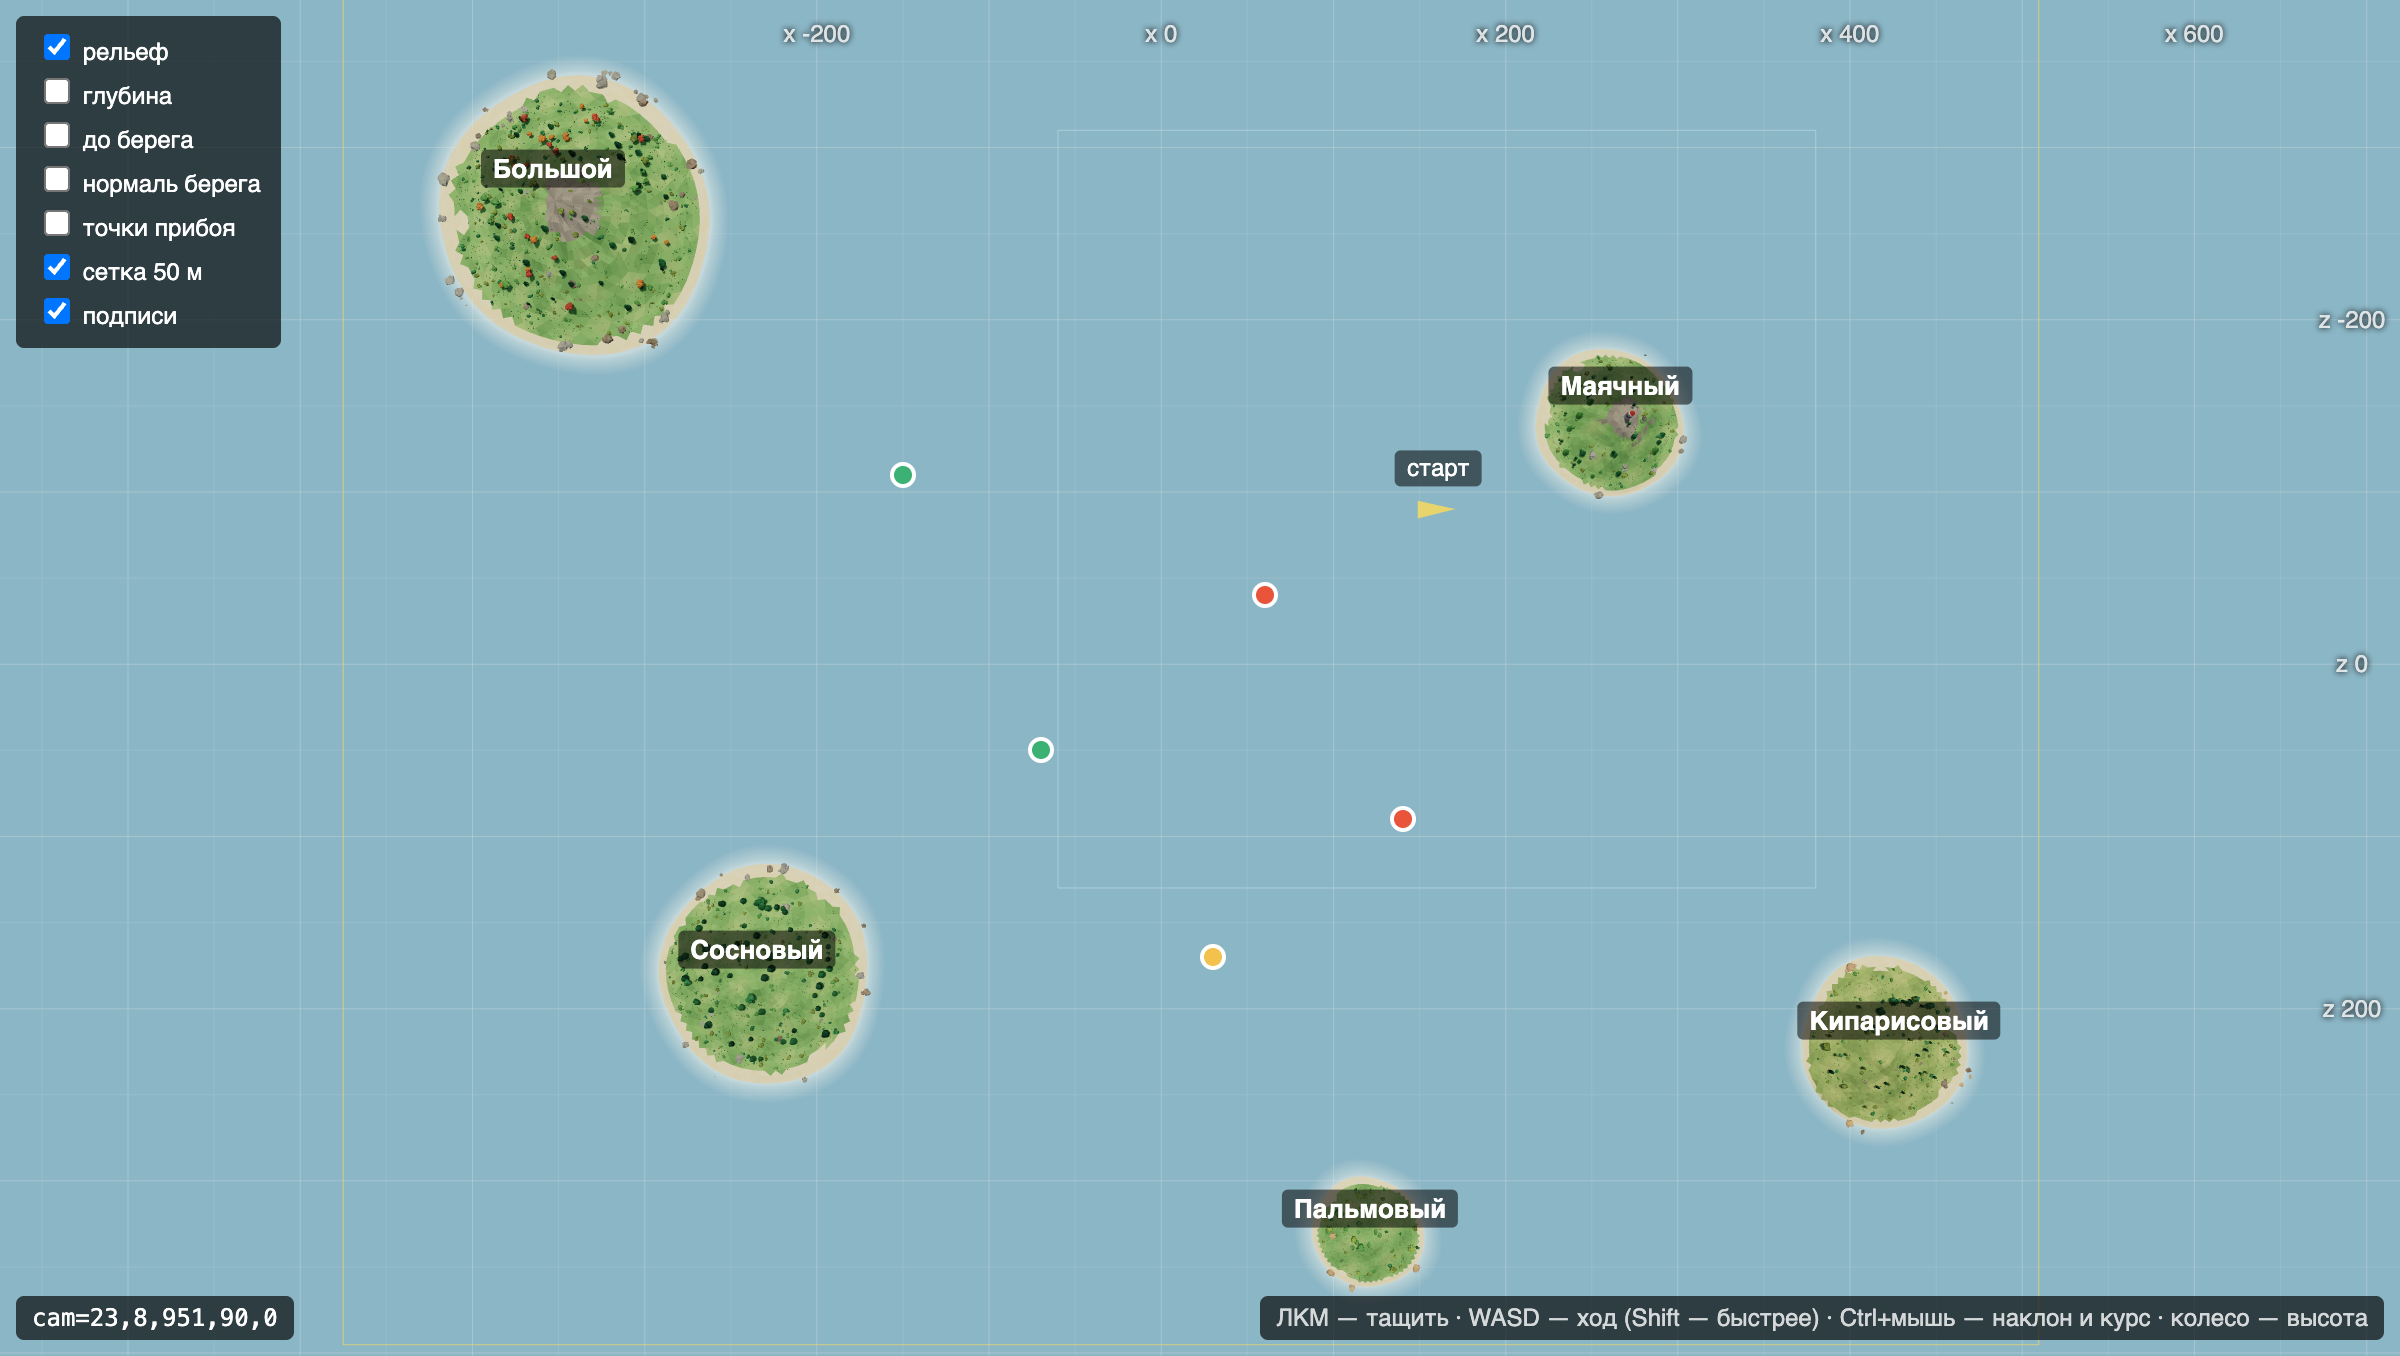 рельеф
глубина
до берега
нормаль берега
точки прибоя
сетка 50 м
подписи
x -200
x 0
x 200
x 400
x 600
Большой
z -200
Маячный
старт
z 0
Сосновый
z 200
Кипарисовый
Пальмовый
cam=23,8,951,90,0
ЛКМ — тащить · WASD — ход (Shift — быстрее) · Ctrl+мышь — наклон и курс · колесо — высота